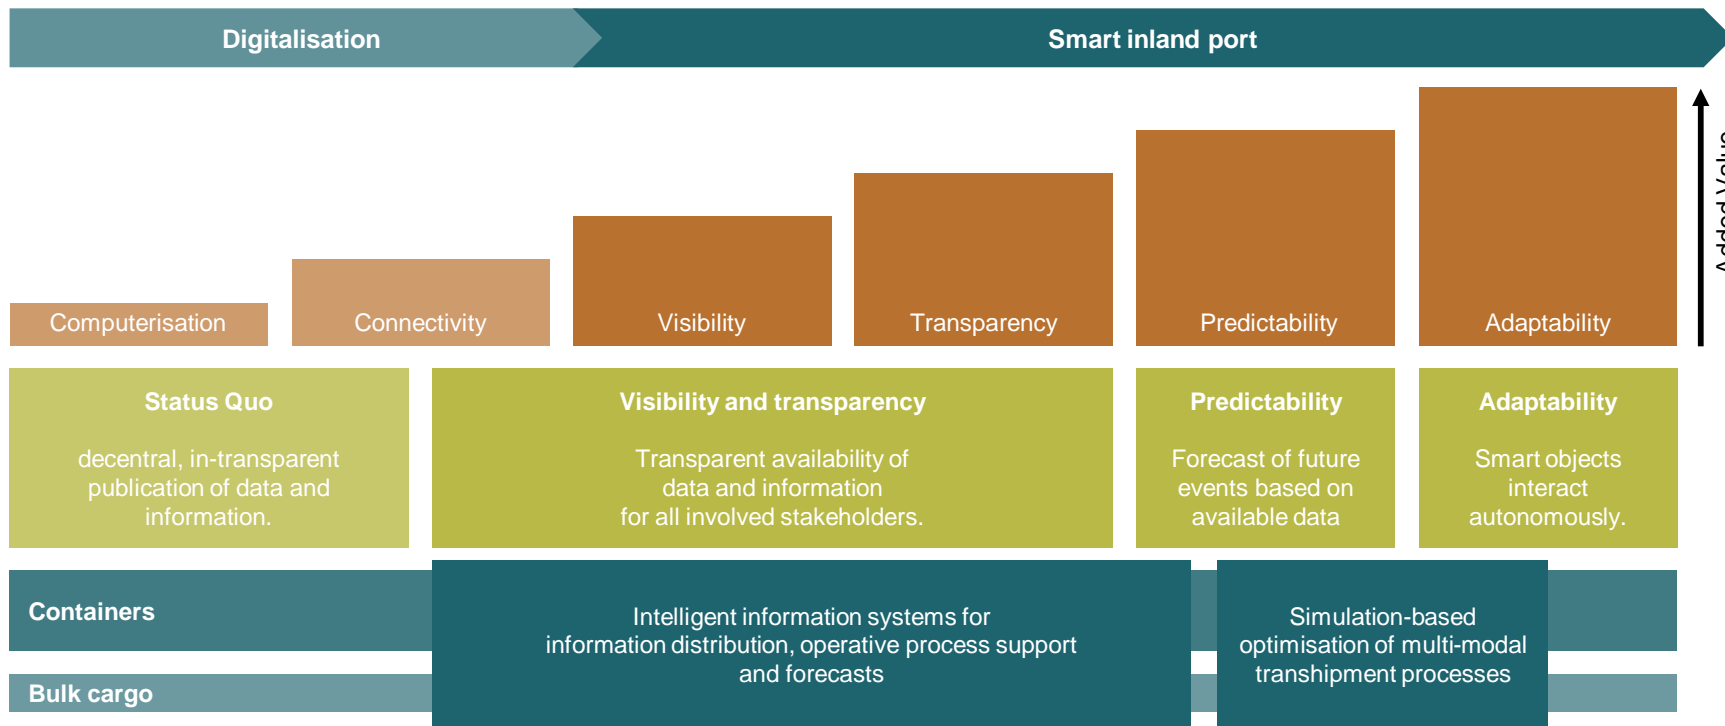 Digitalisation
Smart inland port
Added Value
Computerisation
Connectivity
Visibility
Transparency
Predictability
Adaptability
Status Quo
decentral, in-transparent
publication of data and
information.
Visibility and transparency
Transparent availability of
data and information
for all involved stakeholders.
Predictability
Forecast of future
events based on
available data
Adaptability
Smart objects
interact
autonomously.
Containers
Intelligent information systems for
information distribution, operative process support
and forecasts
Simulation-based
optimisation of multi-modal
transhipment processes
Bulk cargo